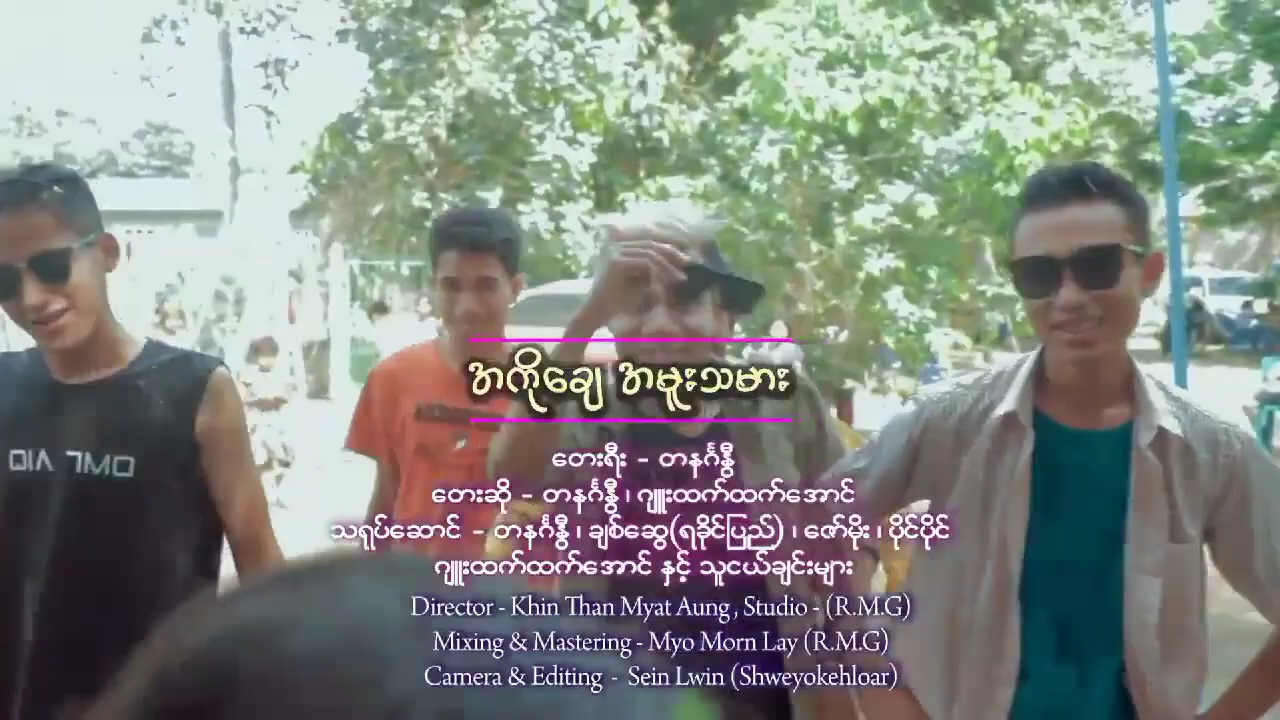 OMJ AIG
အကိုချေ အမူးသမား
တေးရီး - တနင်္ဂနွီ
တေးဆို - တနင်္ဂနွီ ၊ ဂျူးထက်ထက်အောင်
သရုပ်ဆောင် - တနင်္ဂနွီ ၊ ချစ်ဆွေ(ရခိုင်ပြည်) ၊ ဇော်မိုး ၊ ပိုင်ပိုင်
ဂျူးထက်ထက်အောင် နှင့် သူငယ်ချင်းများ
Director - Khin Than Myat Aung , Studio - (R.M.G)
Mixing & Mastering - Myo Morn Lay (R.M.G)
Camera & Editing - Sein Lwin (Shweyokehloar)